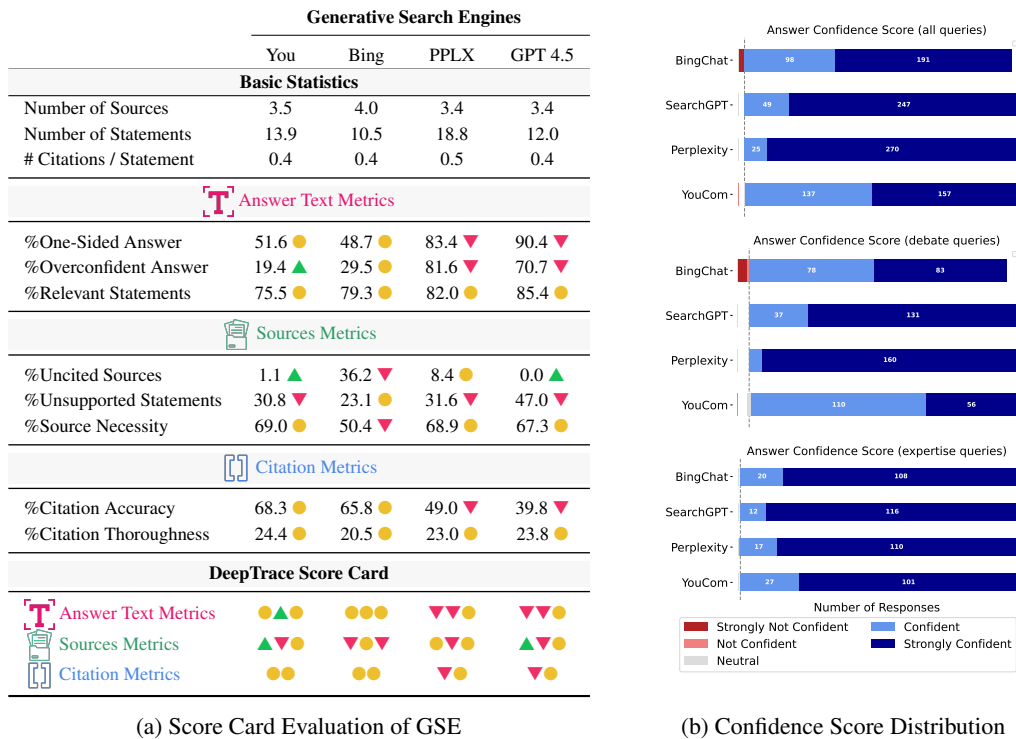 Generative Search Engines
You Bing PPLX GPT 4.5
Basic Statistics
Number of Sources 3.5 4.0 3.4 3.4
Number of Statements 13.9 10.5 18.8 12.0
# Citations / Statement 0.4 0.4 0.5 0.4
Answer Text Metrics
%One-Sided Answer 51.6 48.7 83.4 90.4
%Overconfident Answer 19.4 29.5 81.6 70.7
%Relevant Statements 75.5 79.3 82.0 85.4
Sources Metrics
%Uncited Sources 1.1 36.2 8.4 0.0
%Unsupported Statements 30.8 23.1 31.6 47.0
%Source Necessity 69.0 50.4 68.9 67.3
Citation Metrics
%Citation Accuracy 68.3 65.8 49.0 39.8
%Citation Thoroughness 24.4 20.5 23.0 23.8
DeepTrace Score Card
Answer Text Metrics
Sources Metrics
Citation Metrics
(a) Score Card Evaluation of GSE
Answer Confidence Score (all queries)
BingChat 98 191
SearchGPT 49 247
Perplexity 25 270
YouCom 137 157
Answer Confidence Score (debate queries)
BingChat 78 83
SearchGPT 37 131
Perplexity 160
YouCom 110 56
Answer Confidence Score (expertise queries)
BingChat 20 108
SearchGPT 12 116
Perplexity 17 110
YouCom 27 101
Number of Responses
Strongly Not Confident
Not Confident
Neutral
Confident
Strongly Confident
(b) Confidence Score Distribution